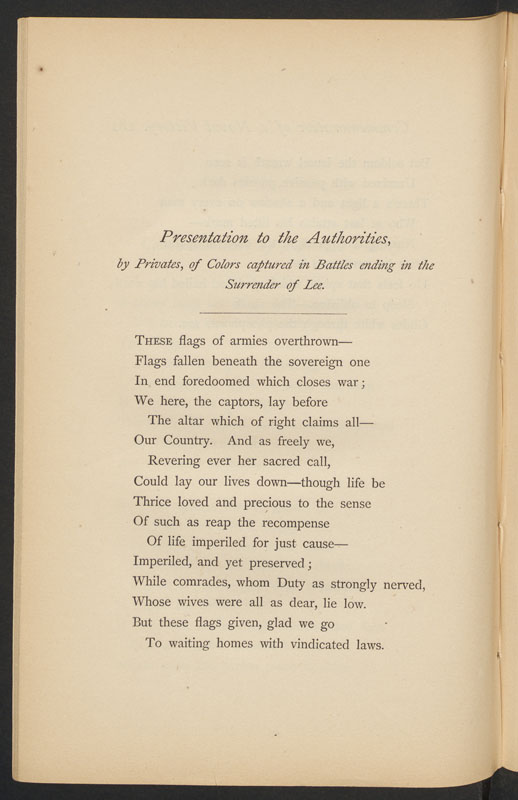 Presentation to the Authorities,
by Privates, of Colors captured in Battles ending in the
Surrender of Lee.
THESE flags of armies overthrown—
Flags fallen beneath the sovereign one
In end foredoomed which closes war;
We here, the captors, lay before
The altar which of right claims all—
Our Country. And as freely we,
Revering ever her sacred call,
Could lay our lives down—though life be
Thrice loved and precious to the sense
Of such as reap the recompense
Of life imperiled for just cause—
Imperiled, and yet preserved;
While comrades, whom Duty as strongly nerved,
Whose wives were all as dear, lie low.
But these flags given, glad we go
To waiting homes with vindicated laws.